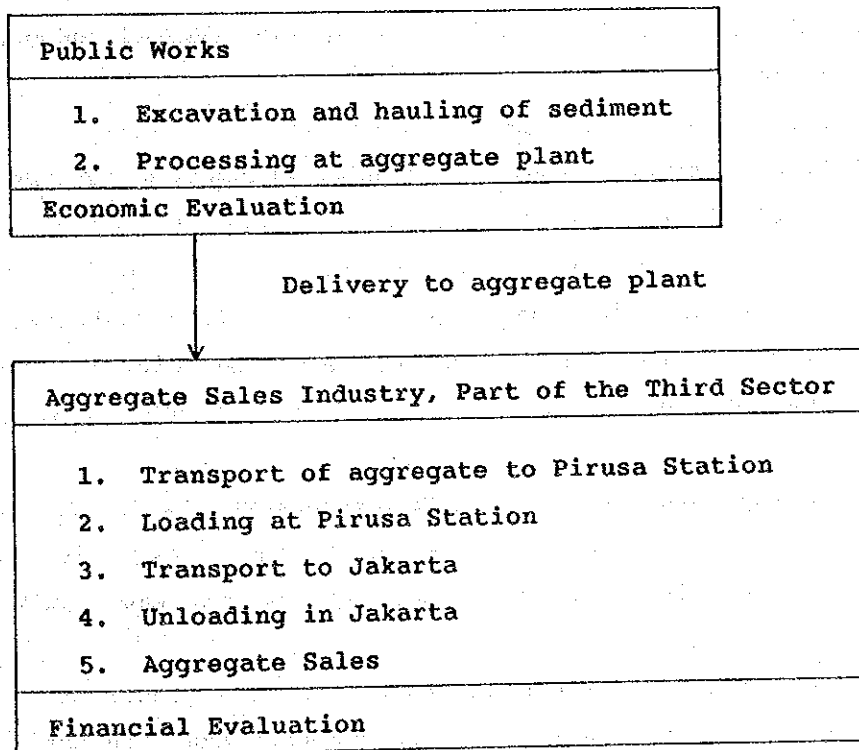 Public Works
1. Excavation and hauling of sediment
2. Processing at aggregate plant
Economic Evaluation
Delivery to aggregate plant
Aggregate Sales Industry, Part of the Third Sector
1. Transport of aggregate to Pirusa Station
2. Loading at Pirusa Station
3. Transport to Jakarta
4. Unloading in Jakarta
5. Aggregate Sales
Financial Evaluation